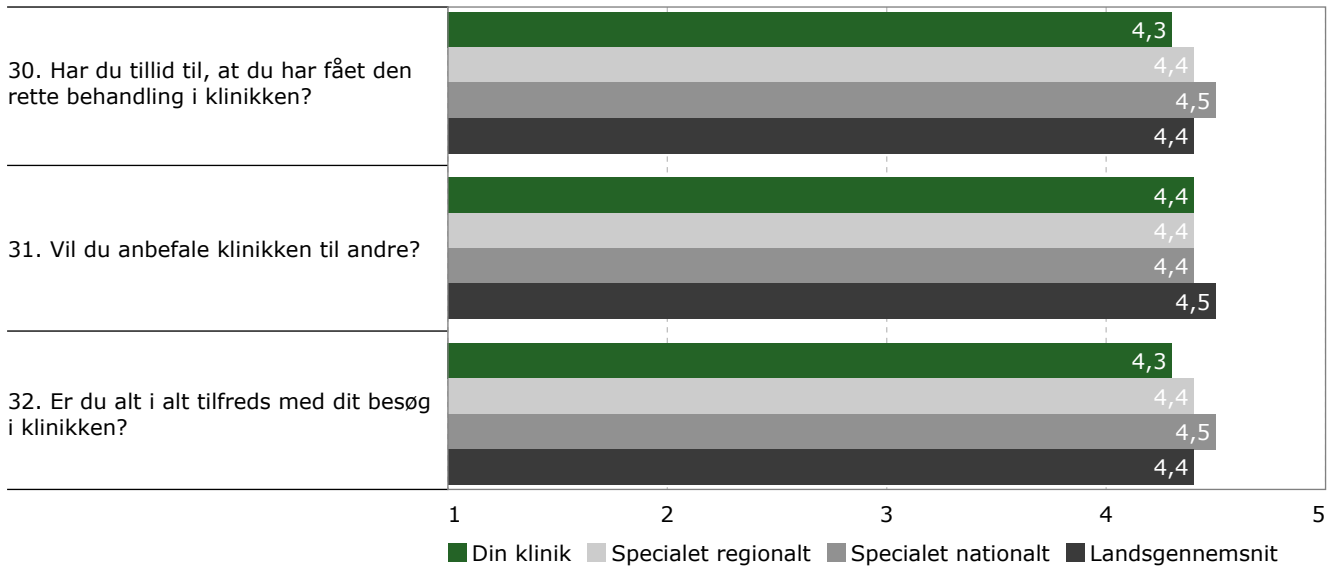 30. Har du tillid til, at du har fået den
rette behandling i klinikken?
4,3
4,4
4,5
4,4
31. Vil du anbefale klinikken til andre?
4,4
4,4
4,4
4,5
32. Er du alt i alt tilfreds med dit besøg
i klinikken?
4,3
4,4
4,5
4,4
1 2 3 4 5
Din klinik Specialet regionalt Specialet nationalt Landsgennemsnit